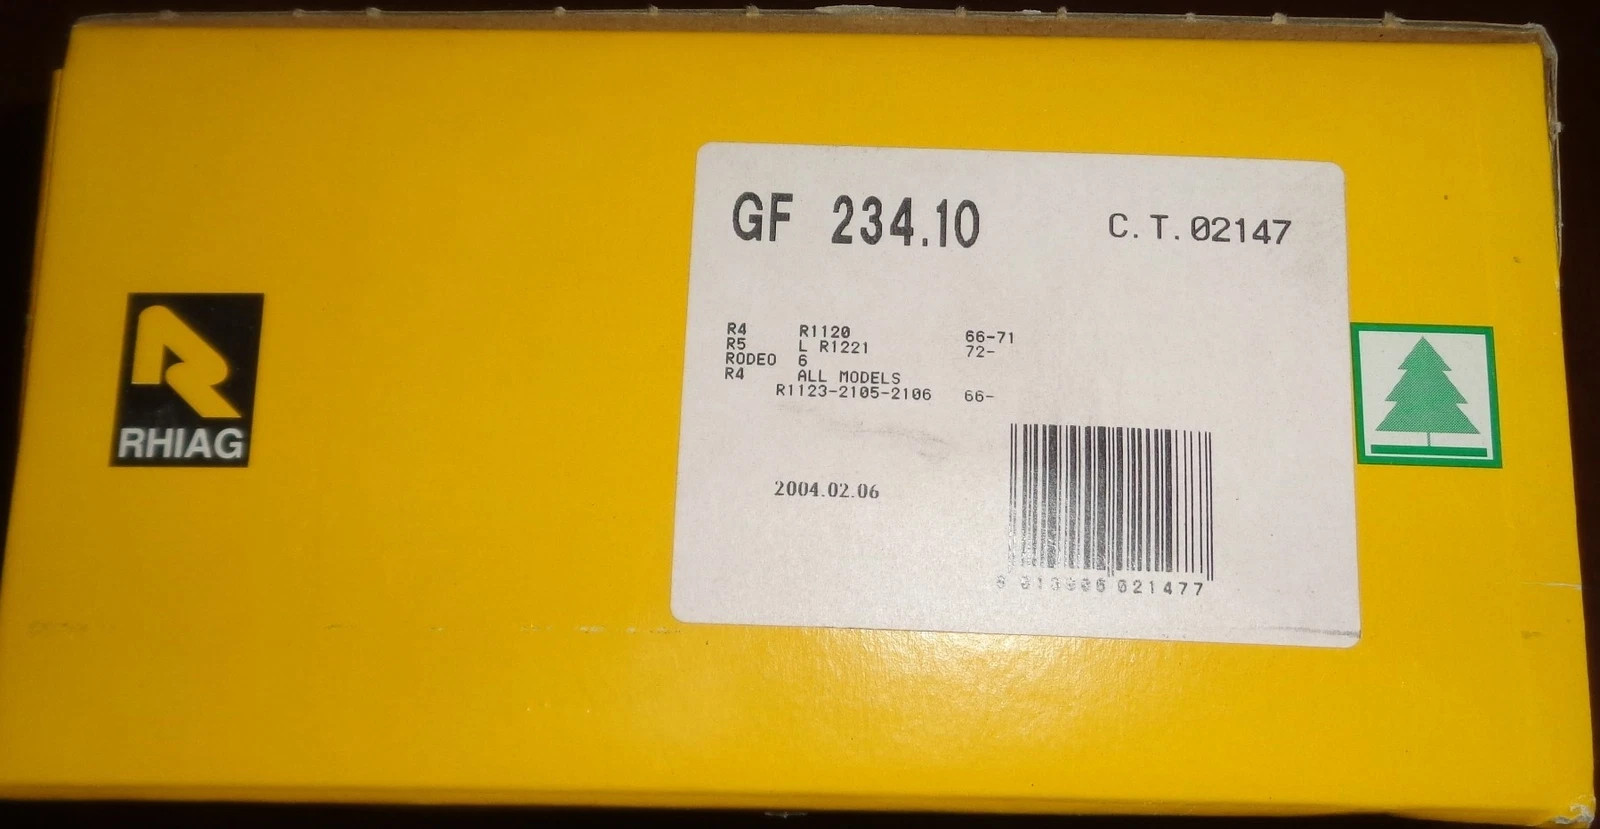 RHIAG
GF 234.10 C.T.02147
R4 R1120 66-71
R5 L R1221 72-
RODEO 6
R4 ALL MODELS
R1123-2105-2106 66-
2004.02.06
021477